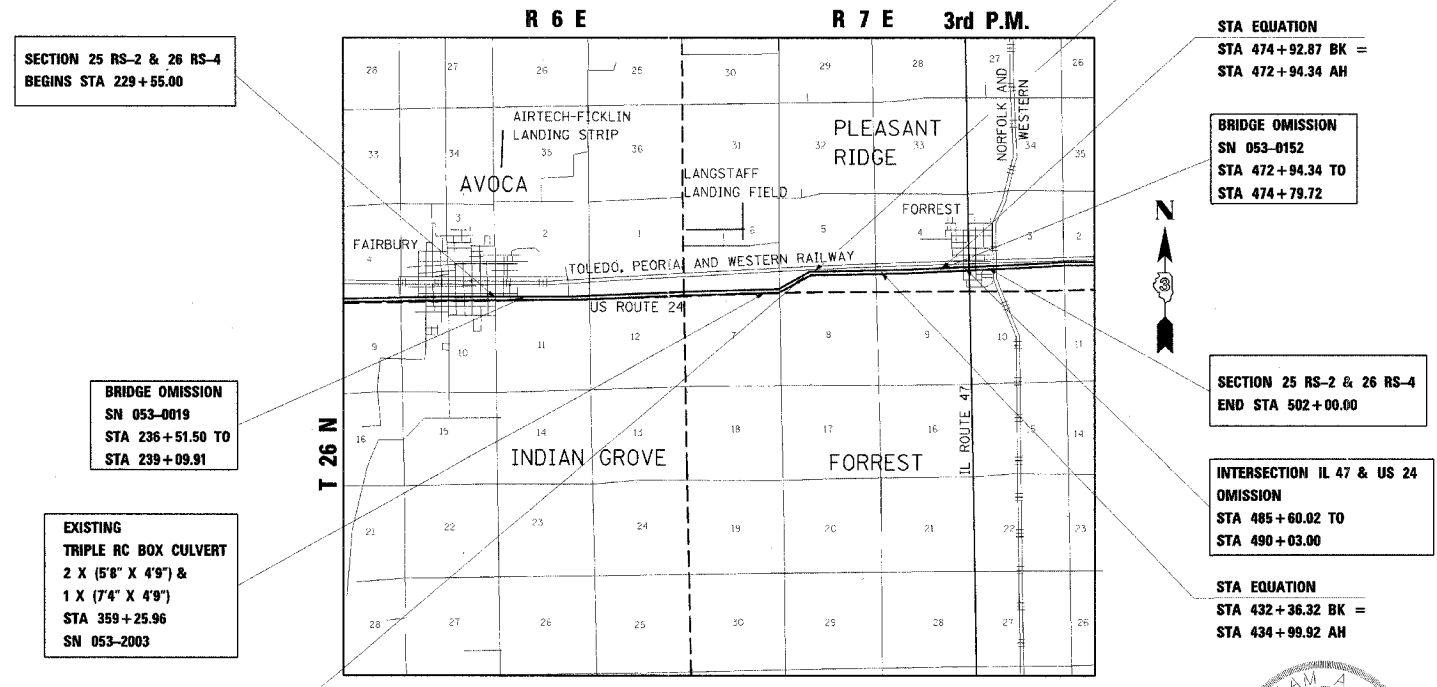 R 6 E
R 7 E
3rd P.M.
SECTION 25 RS-2 & 26 RS-4
BEGINS STA 229+55.00
STA EQUATION
STA 474+92.87 BK =
STA 472+94.34 AH
BRIDGE OMISSION
SN 053-0152
STA 472+94.34 TO
STA 474+79.72
N
28
27
26
25
30
29
28
27
26
NORFOLK AND
WESTERN
AIRTECH-FICKLIN
LANDING STRIP
33
34
35
36
31
32
33
34
35
PLEASANT
RIDGE
AVOCA
LANGSTAFF
LANDING FIELD
FORREST
3
2
1
6
5
4
3
2
FAIRBURY
4
TOLEDO, PEORIA AND WESTERN RAILWAY
US ROUTE 24
9
10
11
12
7
8
9
10
11
BRIDGE OMISSION
SN 053-0019
STA 236+51.50 TO
STA 239+09.91
SECTION 25 RS-2 & 26 RS-4
END STA 502+00.00
T 26 N
16
15
14
13
18
17
16
15
14
IL ROUTE 47
INDIAN GROVE
FORREST
INTERSECTION IL 47 & US 24
OMISSION
STA 485+60.02 TO
STA 490+03.00
EXISTING
TRIPLE RC BOX CULVERT
2 X (5'8" X 4'9") &
1 X (7'4" X 4'9")
STA 359+25.96
SN 053-2003
21
22
23
24
19
20
21
22
23
STA EQUATION
STA 432+36.32 BK =
STA 434+99.92 AH
28
27
26
25
30
29
28
27
26